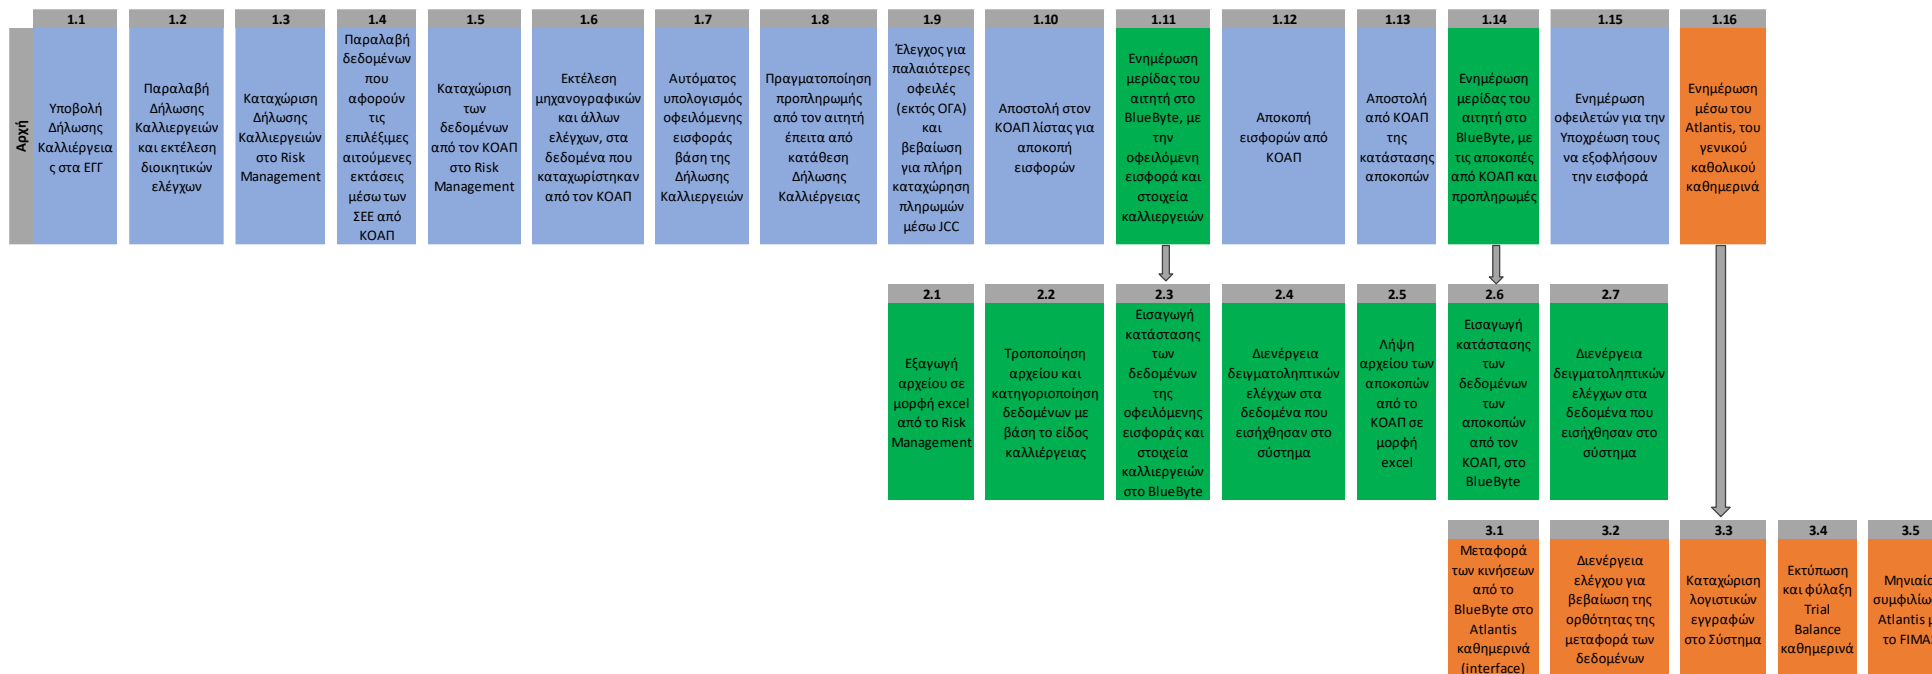 1.1
1.2
1.3
1.4
1.5
1.6
1.7
1.8
1.9
1.10
1.11
1.12
1.13
1.14
1.15
1.16
Αρχή
Υποβολή
Δήλωσης
Καλλιέργεια
ς στα ΕΓΓ
Παραλαβή
Δήλωσης
Καλλιεργειών
και εκτέλεση
διοικητικών
ελέγχων
Καταχώριση
Δήλωσης
Καλλιεργειών
στο Risk
Management
Παραλαβή
δεδομένων
που
αφορούν
τις
επιλέξιμες
αιτούμενες
εκτάσεις
μέσω των
ΣΕΕ από
ΚΟΑΠ
Καταχώριση
των
δεδομένων
από τον ΚΟΑΠ
στο Risk
Management
Εκτέλεση
μηχανογραφικών
και άλλων
ελέγχων, στα
δεδομένα που
καταχωρίστηκαν
από τον ΚΟΑΠ
Αυτόματος
υπολογισμός
οφειλόμενης
εισφοράς
βάση της
Δήλωσης
Καλλιεργειών
Πραγματοποίηση
προπληρωμής
από τον αιτητή
έπειτα από
κατάθεση
Δήλωσης
Καλλιέργειας
Έλεγχος για
παλαιότερες
οφειλές
(εκτός ΟΓΑ)
και
βεβαίωση
για πλήρη
καταχώρηση
πληρωμών
μέσω JCC
Αποστολή στον
ΚΟΑΠ λίστας για
αποκοπή
εισφορών
Ενημέρωση
μερίδας του
αιτητή στο
BlueByte, με
την
οφειλόμενη
εισφορά και
στοιχεία
καλλιεργειών
Αποκοπή
εισφορών από
ΚΟΑΠ
Αποστολή
από ΚΟΑΠ
της
κατάστασης
αποκοπών
Ενημέρωση
μερίδας του
αιτητή στο
BlueByte, με
τις αποκοπές
από ΚΟΑΠ και
προπληρωμές
Ενημέρωση
οφειλετών για την
Υποχρέωση τους
να εξοφλήσουν
την εισφορά
Ενημέρωση
μέσω του
Atlantis, του
γενικού
καθολικού
καθημερινά
2.1
2.2
2.3
2.4
2.5
2.6
2.7
Εξαγωγή
αρχείου σε
μορφή excel
από το Risk
Management
Τροποποίηση
αρχείου και
κατηγοριοποίηση
δεδομένων με
βάση το είδος
καλλιέργειας
Εισαγωγή
κατάστασης
των
δεδομένων
της
οφειλόμενης
εισφοράς και
στοιχεία
καλλιεργειών
στο BlueByte
Διενέργεια
δειγματοληπτικών
ελέγχων στα
δεδομένα που
εισήχθησαν στο
σύστημα
Λήψη
αρχείου των
αποκοπών
από το
ΚΟΑΠ σε
μορφή
excel
Εισαγωγή
κατάστασης
των
δεδομένων
των
αποκοπών
από τον
ΚΟΑΠ, στο
BlueByte
Διενέργεια
δειγματοληπτικών
ελέγχων στα
δεδομένα που
εισήχθησαν στο
σύστημα
3.1
3.2
3.3
3.4
3.5
Μεταφορά
των κινήσεων
από το
BlueByte στο
Atlantis
καθημερινά
(interface)
Διενέργεια
ελέγχου για
βεβαίωση της
ορθότητας της
μεταφορά των
δεδομένων
Καταχώριση
λογιστικών
εγγραφών
στο Σύστημα
Εκτύπωση
και φύλαξη
Trial
Balance
καθημερινά
Atlantis
το